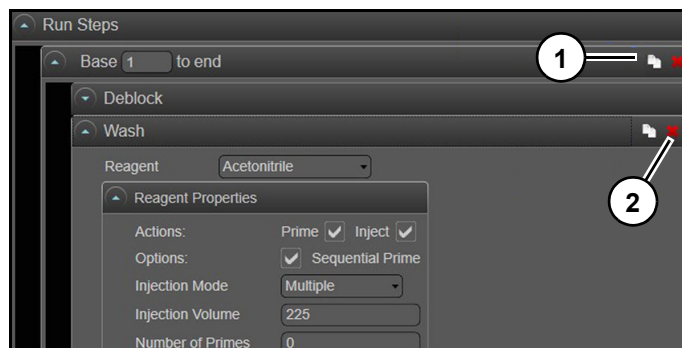 Run Steps
Base 1 to end
1
Deblock
Wash
2
Reagent Acetonitrile
Reagent Properties
Actions: Prime Inject
Options: Sequential Prime
Injection Mode Multiple
Injection Volume 225
Number of Primes 0